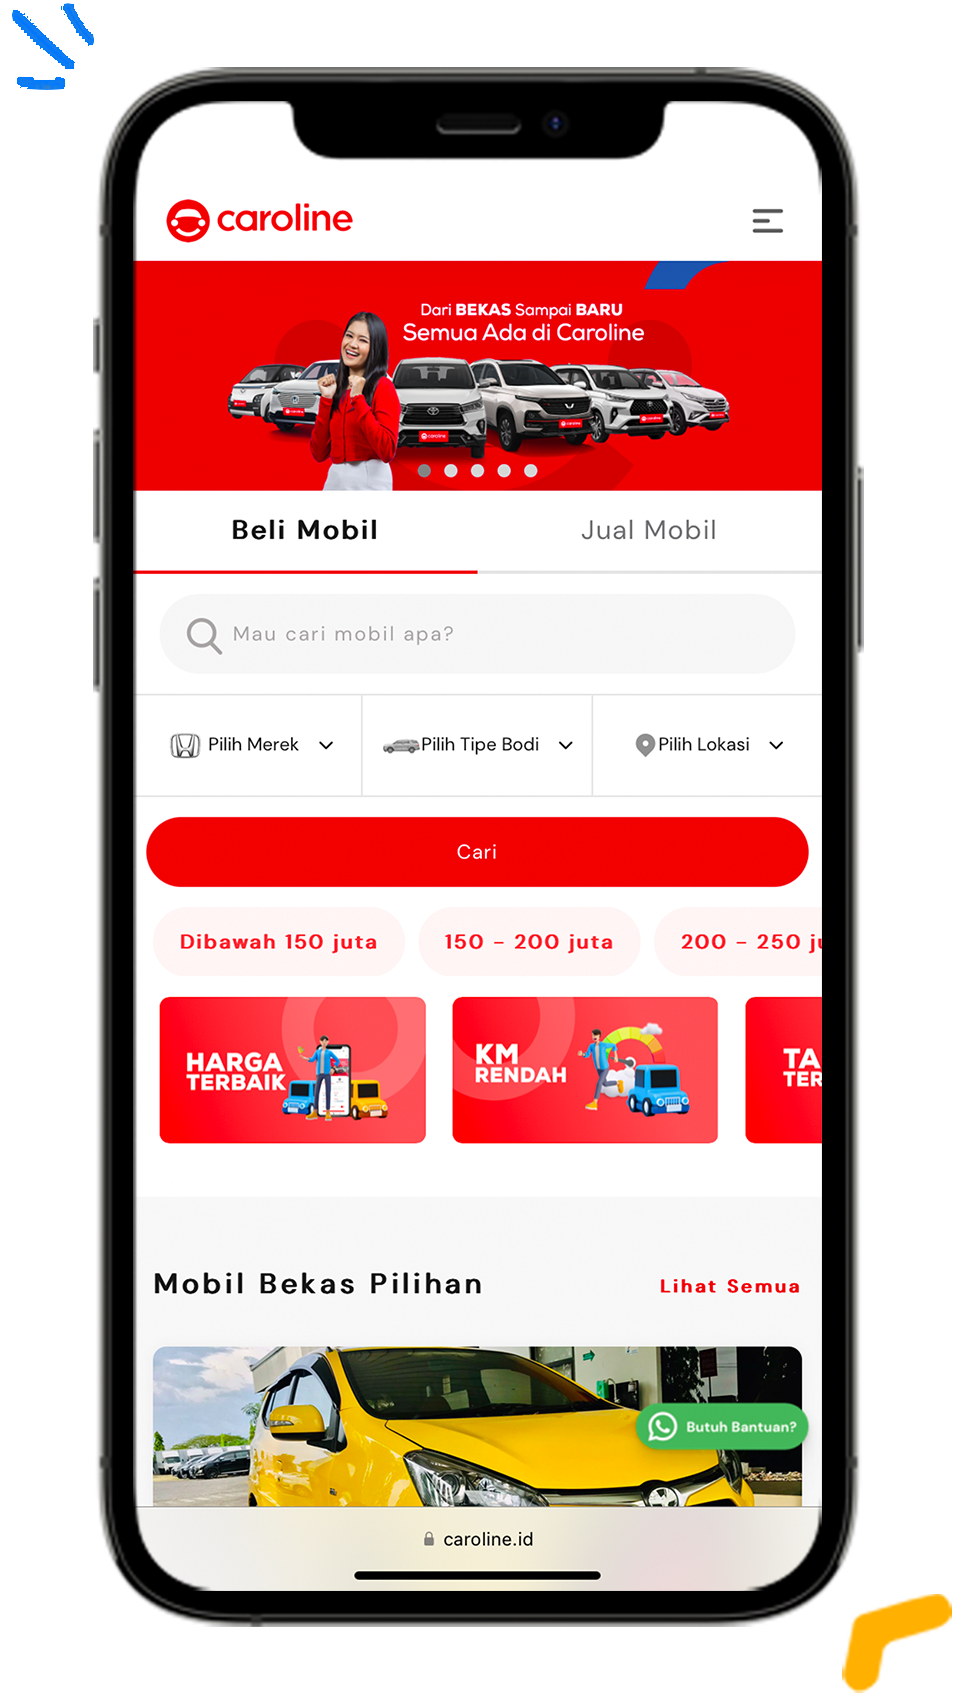 caroline
Dari BEKAS Sampai BARU
Semua Ada di Caroline
Beli Mobil
Jual Mobil
Mau cari mobil apa?
Pilih Merek
Pilih Tipe Bodi
Pilih Lokasi
Cari
Dibawah 150 juta
150 - 200 juta
200 - 250 ju
HARGA
TERBAIK
KM
RENDAH
TA
TER
Mobil Bekas Pilihan
Lihat Semua
Butuh Bantuan?
caroline.id